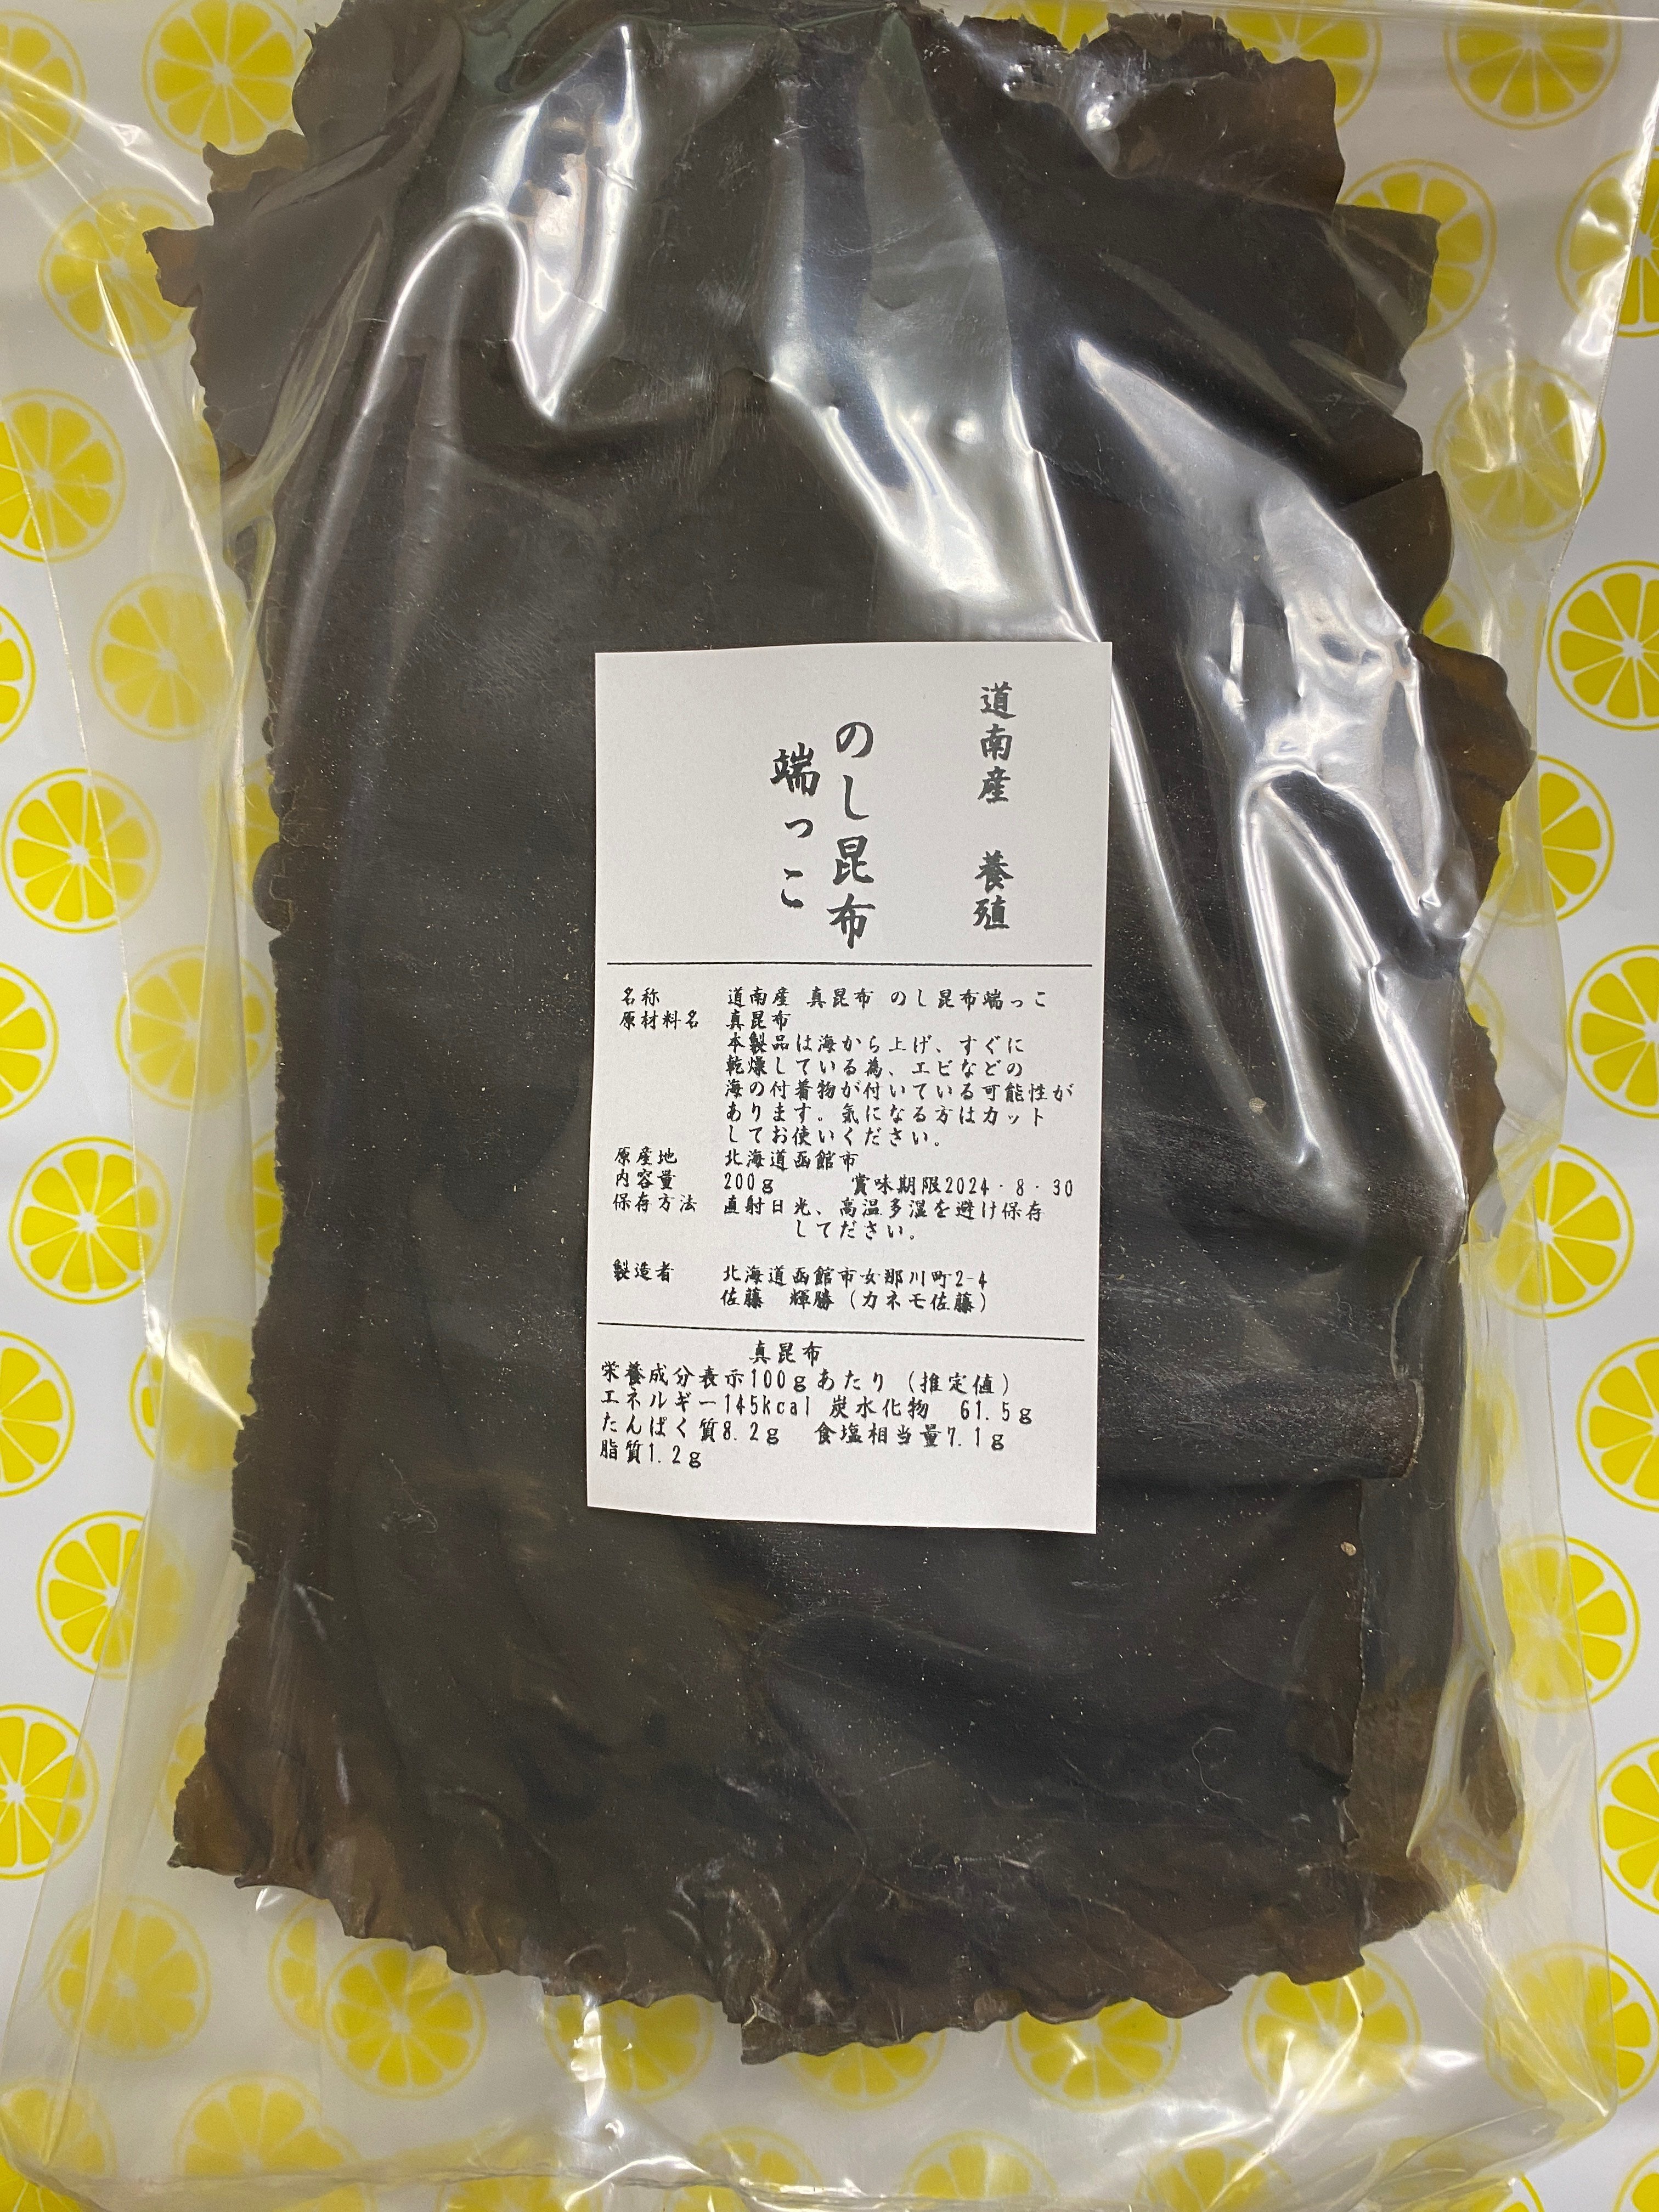 道南産　養殖
のし昆布
端っこ
名称　道南産 真昆布 のし昆布端っこ
原材料名　真昆布
本製品は海から上げ、すぐに
乾燥している為、エビなどの
海の付着物が付いている可能性が
あります。気になる方はカット
してお使いください。
原産地　北海道函館市
内容量　200g　賞味期限2024・8・30
保存方法　直射日光、高温多湿を避け保存
してださい。
製造者　北海道函館市女那川町2-4
佐藤　輝勝（カネモ佐藤）
真昆布
栄養成分表示100gあたり（推定値）
エネルギー145kcal 炭水化物　61.5g
たんぱく質8.2g　食塩相当量7.1g
脂質1.2g